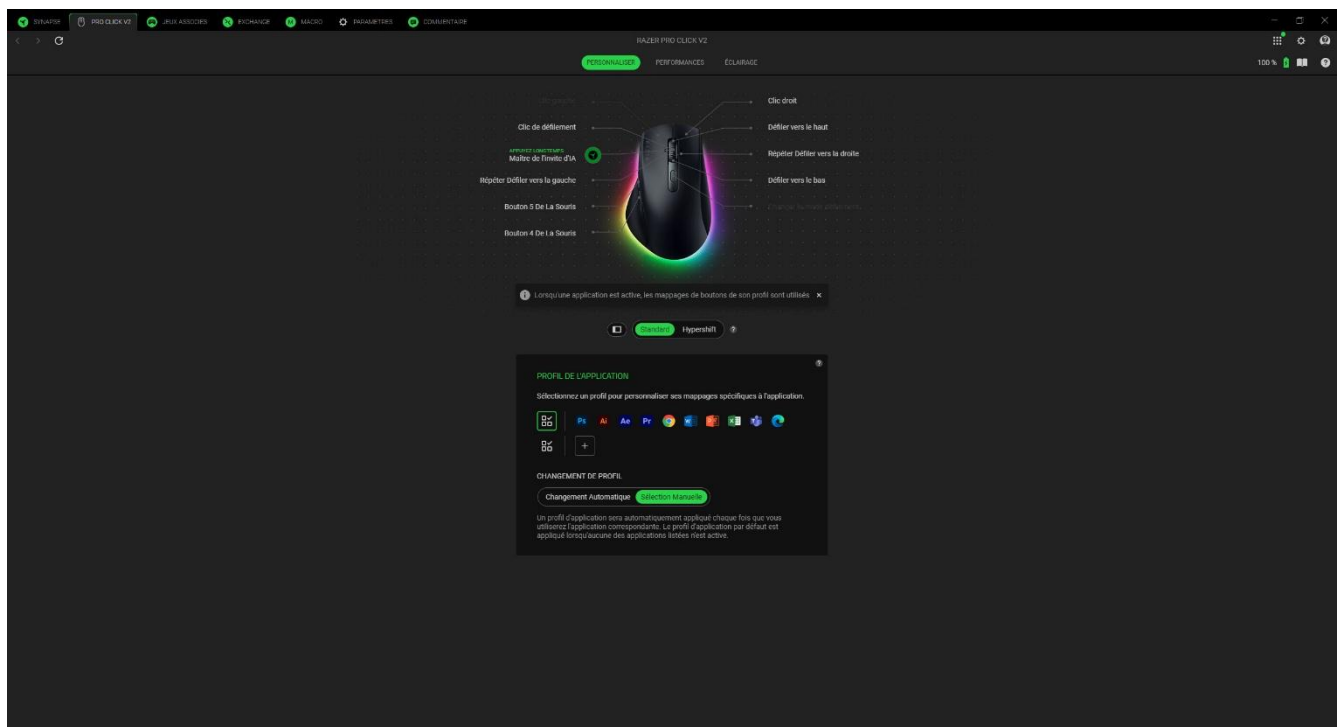 SYNAPSE
PRO CLICK V2
JEUX ASSOCIÉS
EXCHANGE
MACRO
PARAMÈTRES
COMMENTAIRE
RAZER PRO CLICK V2
PERSONNALISER
PERFORMANCES
ÉCLAIRAGE
100 %
Clic droit
Clic de défilement
Défiler vers le haut
APPUYEZ LONGTEMPS
Maître de l'invite d'IA
Répéter Défiler vers la droite
Répéter Défiler vers la gauche
Défiler vers le bas
Bouton 5 De La Souris
Bouton 4 De La Souris
Lorsqu'une application est active, les mappages de boutons de son profil sont utilisés
Standard
Hypershift
?
?
PROFIL DE L'APPLICATION
Sélectionnez un profil pour personnaliser ses mappages spécifiques à l'application.
Ps
Ai
Ae
Pr
CHANGEMENT DE PROFIL
Changement Automatique
Sélection Manuelle
Un profil d'application sera automatiquement appliqué chaque fois que vous
utiliserez l'application correspondante. Le profil d'application par défaut est
appliqué lorsqu'aucune des applications listées n'est active.